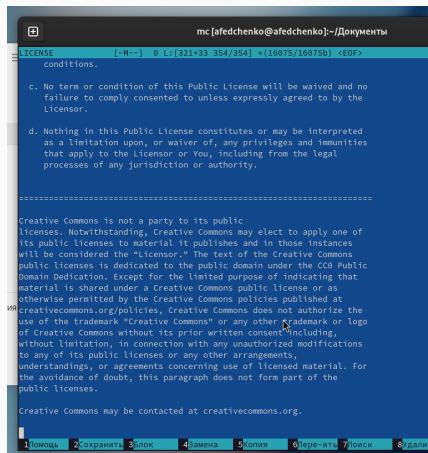 mc [afedchenko@afedchenko]:~/Документы
LICENSE [-M--] 0 L:[321+33 354/354] *(16075/16075b) <EOF>
conditions.
c. No term or condition of this Public License will be waived and no
failure to comply consented to unless expressly agreed to by the
Licensor.
d. Nothing in this Public License constitutes or may be interpreted
as a limitation upon, or waiver of, any privileges and immunities
that apply to the Licensor or You, including from the legal
processes of any jurisdiction or authority.
=======================================================================
Creative Commons is not a party to its public
licenses. Notwithstanding, Creative Commons may elect to apply one of
its public licenses to material it publishes and in those instances
will be considered the "Licensor." The text of the Creative Commons
public licenses is dedicated to the public domain under the CC0 Public
Domain Dedication. Except for the limited purpose of indicating that
material is shared under a Creative Commons public license or as
otherwise permitted by the Creative Commons policies published at
creativecommons.org/policies, Creative Commons does not authorize the
use of the trademark "Creative Commons" or any other trademark or logo
of Creative Commons without its prior written consent including,
without limitation, in connection with any unauthorized modifications
to any of its public licenses or any other arrangements,
understandings, or agreements concerning use of licensed material. For
the avoidance of doubt, this paragraph does not form part of the
public licenses.
Creative Commons may be contacted at creativecommons.org.
1Помощь 2Сохранить 3Блок 4Замена 5Копия 6Пере~ить 7Поиск 8Удали